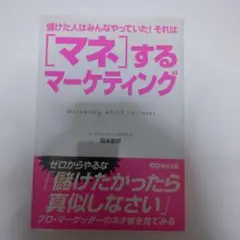 儲けた人はみんなやっていた！それは
［マネ］する
マーケティング
Marketing which imitates
ゼロからやるな
「儲けたかったら
真似しなさい」
プロ・マーケッターのネタ帳を見てみる